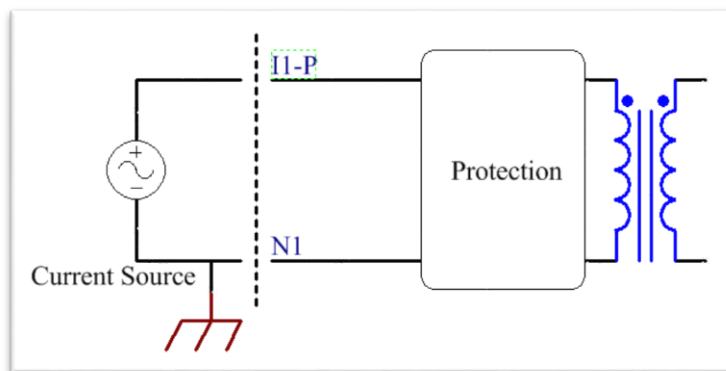 I1-P
+
Protection
−
N1
Current Source